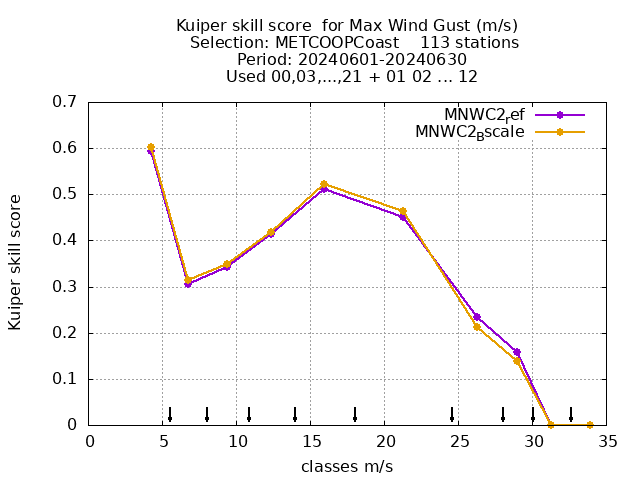 Kuiper skill score  for Max Wind Gust (m/s)
Selection: METCOOPCoast    113 stations
Period: 20240601-20240630
Used 00,03,...,21 + 01 02 ... 12
MNWC2ref
MNWC2Bscale
0.7
0.6
0.5
0.4
0.3
0.2
0.1
0
Kuiper skill score
0 5 10 15 20 25 30 35
classes m/s